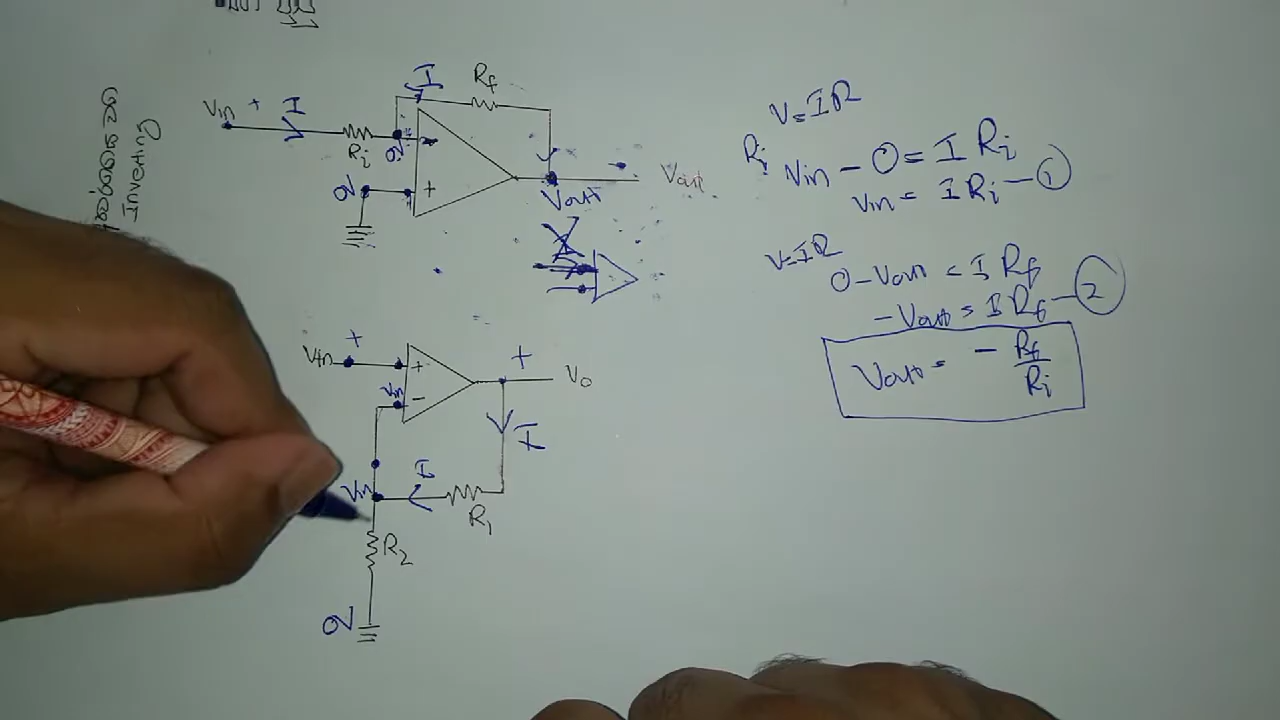 Inverting
Vin + I
Ri
0V
I
Rf
-
0V
+
Vout
Vout
V=IR
Ri Vin - 0 = I Ri
Vin = I Ri - 1
V=IR
0 - Vout = I Rf
- Vout = I Rf - 2
Vout = - Rf
Ri
Vin +
+
Vin -
+ Vo
I
Vin I
R1
R2
0V